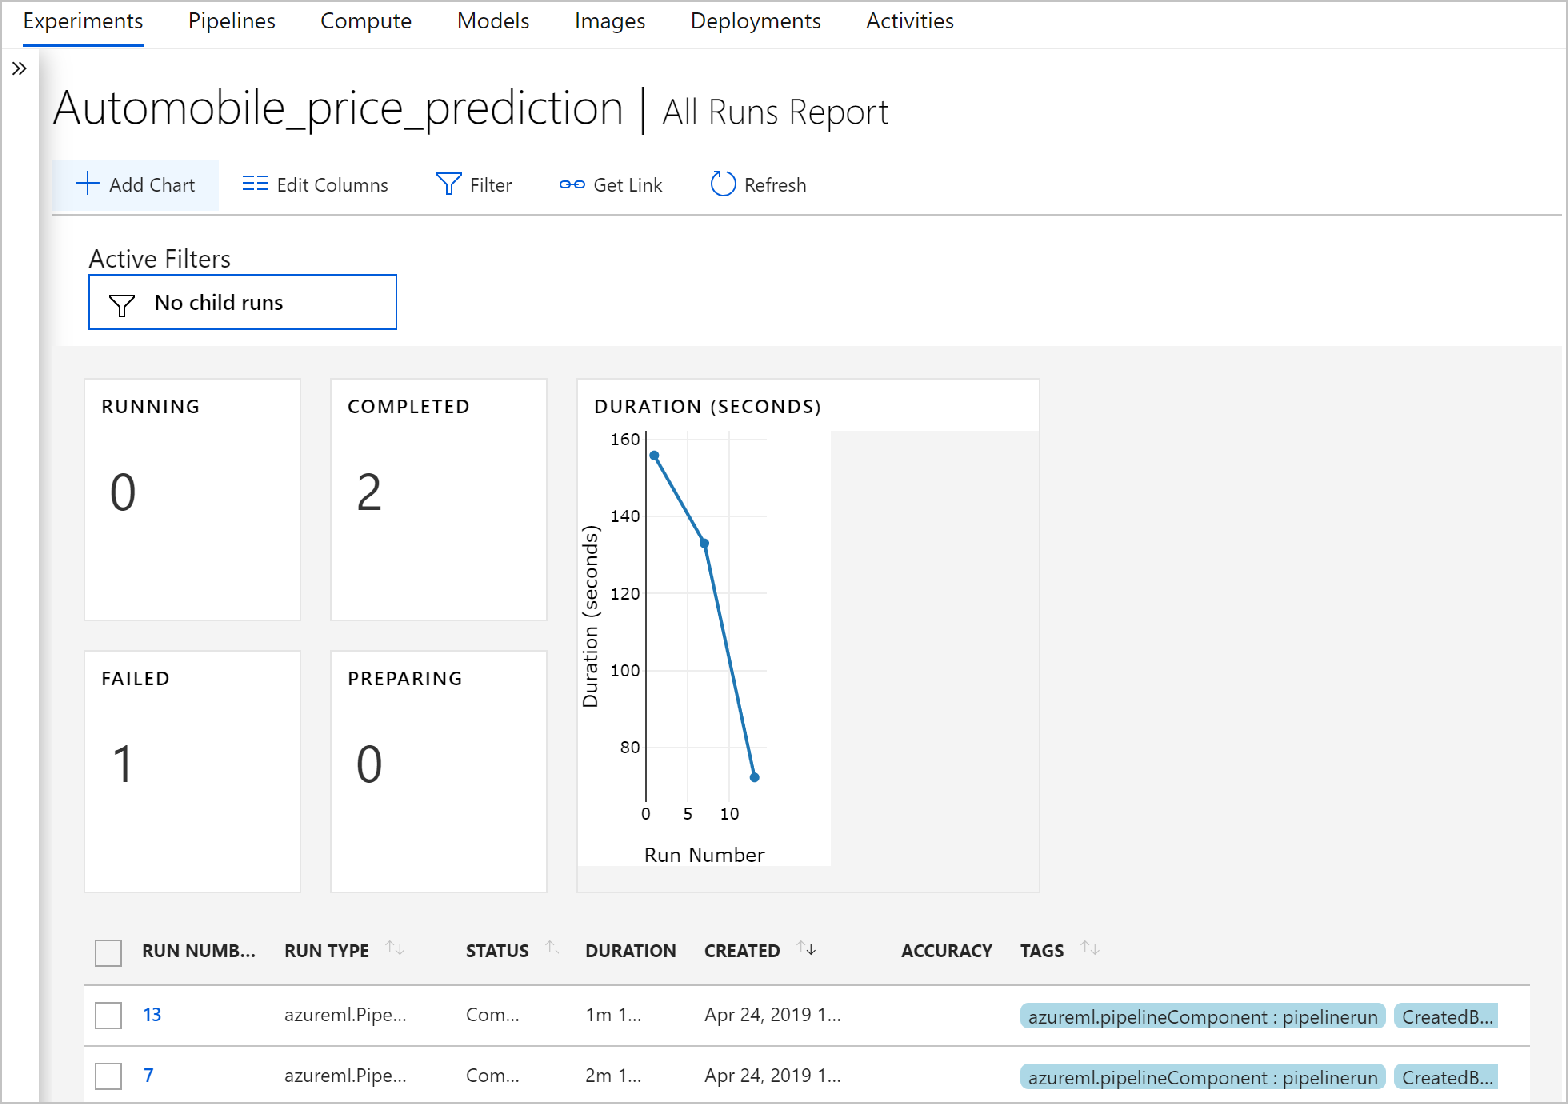 Experiments Pipelines Compute Models Images Deployments Activities
Automobile_price_prediction | All Runs Report
Add Chart Edit Columns Filter Get Link Refresh
Active Filters
No child runs
RUNNING
0
COMPLETED
2
FAILED
1
PREPARING
0
DURATION (SECONDS)
160
140
120
100
80
Duration (seconds)
0 5 10
Run Number
RUN NUMB... RUN TYPE STATUS DURATION CREATED ACCURACY TAGS
13 azureml.Pipe... Com... 1m 1... Apr 24, 2019 1... azureml.pipelineComponent : pipelinerun CreatedB...
7 azureml.Pipe... Com... 2m 1... Apr 24, 2019 1... azureml.pipelineComponent : pipelinerun CreatedB...